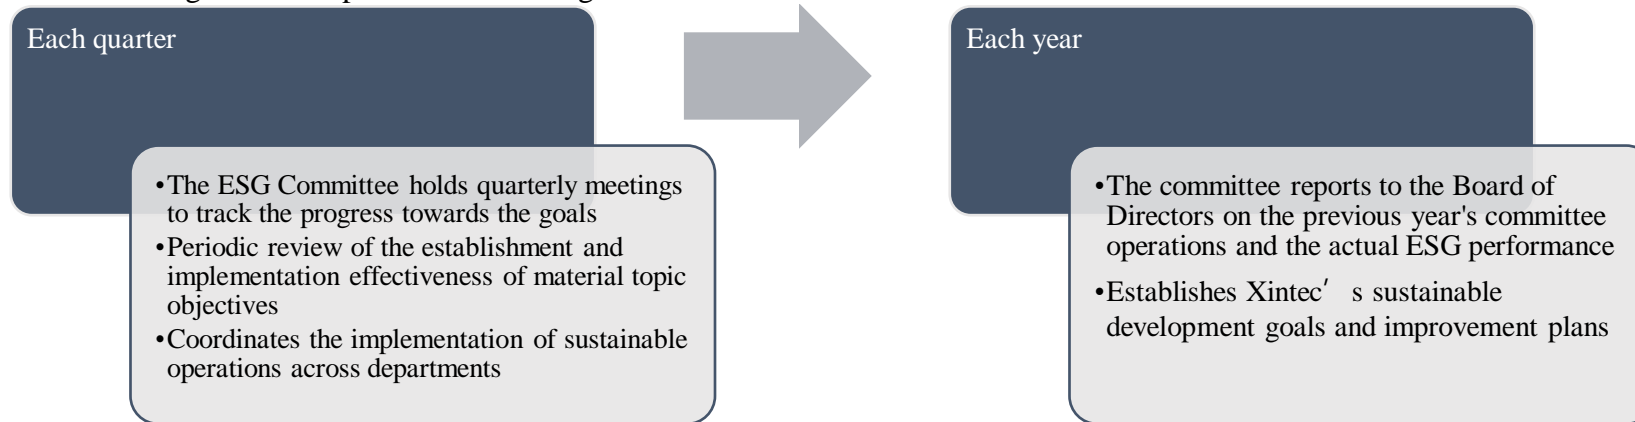 Each quarter
•The ESG Committee holds quarterly meetings
to track the progress towards the goals
•Periodic review of the establishment and
implementation effectiveness of material topic
objectives
•Coordinates the implementation of sustainable
operations across departments
Each year
•The committee reports to the Board of
Directors on the previous year's committee
operations and the actual ESG performance
•Establishes Xintec’ s sustainable
development goals and improvement plans